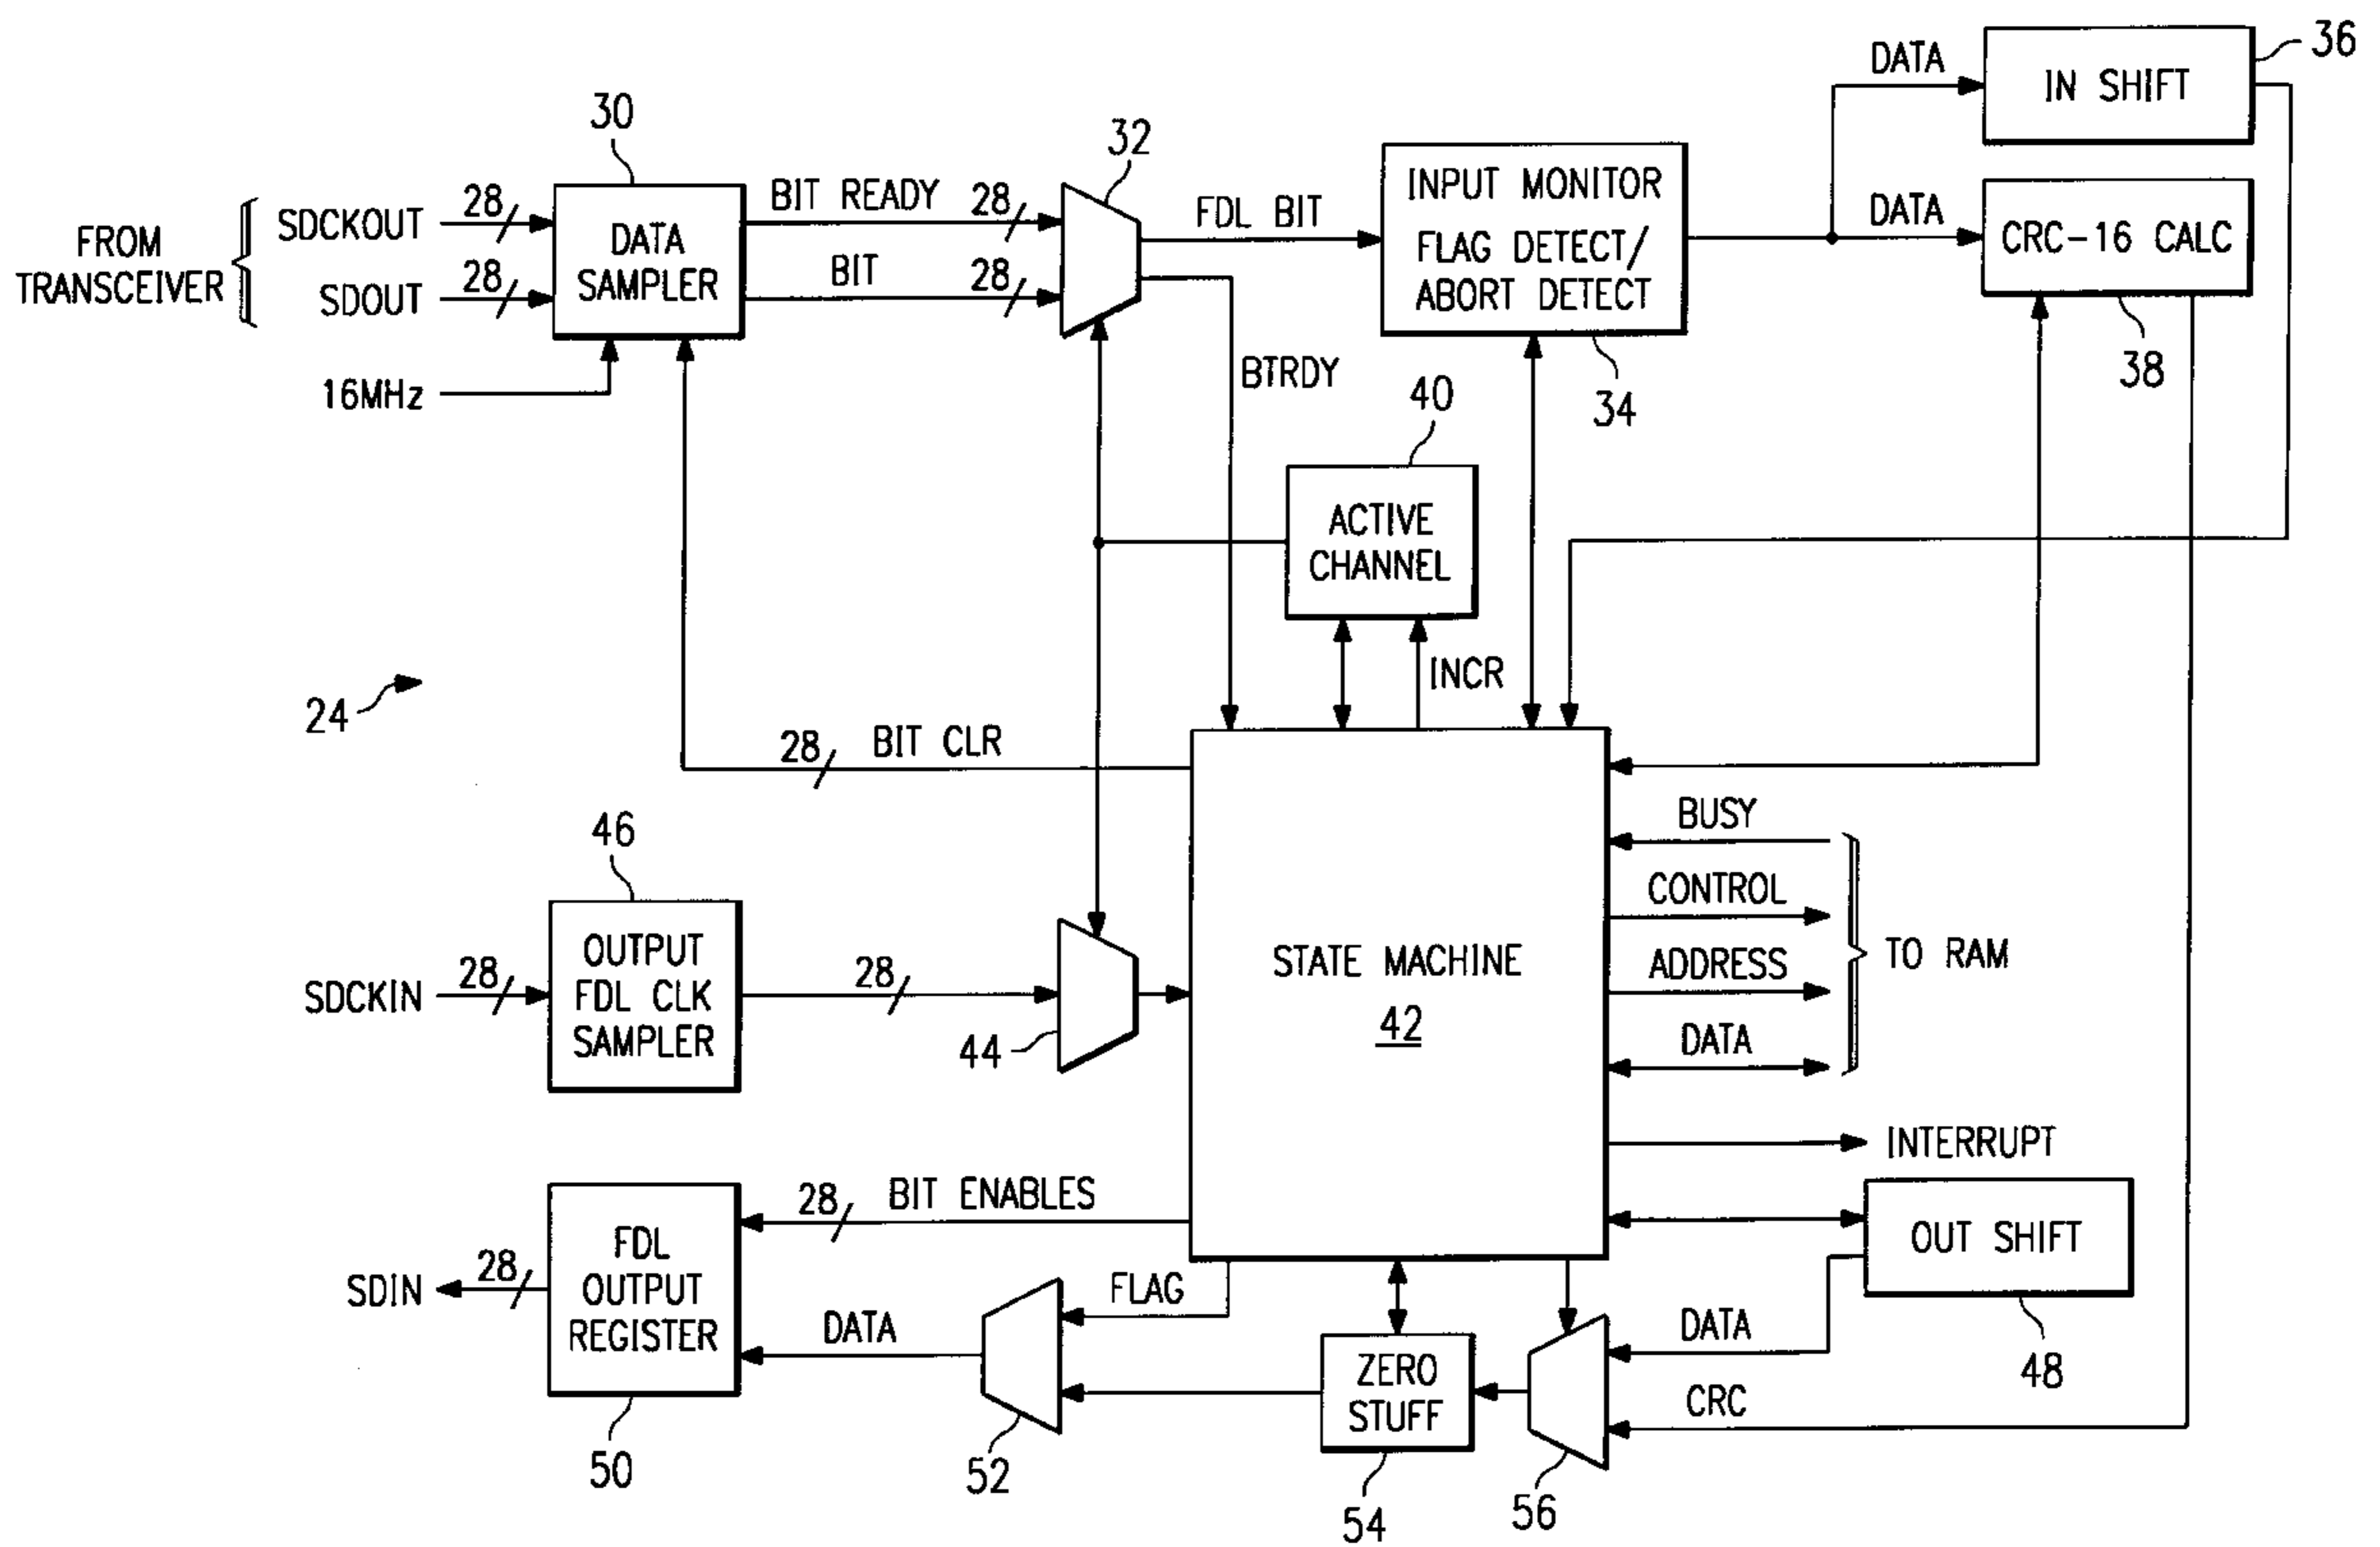 36
DATA
IN SHIFT
30
32
28
BIT READY
28
INPUT MONITOR
FLAG DETECT/
ABORT DETECT
FROM
TRANSCEIVER
SDCKOUT
DATA
SAMPLER
FDL BIT
DATA
CRC-16 CALC
28
SDOUT
BIT
28
16MHz
BTRDY
40
34
38
ACTIVE
CHANNEL
INCR
24
28
BIT CLR
BUSY
46
CONTROL
OUTPUT
FDL CLK
SAMPLER
SDCKIN
28
28
44
STATE MACHINE
42
ADDRESS
TO RAM
DATA
INTERRUPT
28
BIT ENABLES
FDL
OUTPUT
REGISTER
SDIN
28
FLAG
OUT SHIFT
DATA
DATA
48
ZERO
STUFF
CRC
50
52
54
56